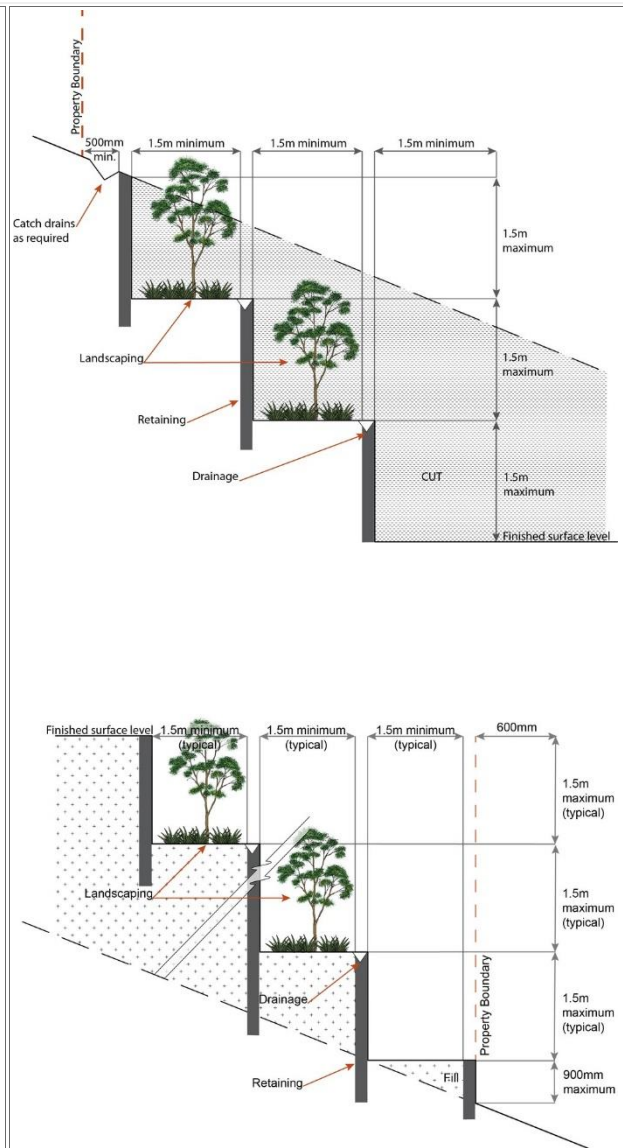 Property Boundary
500mm
min.
1.5m minimum
1.5m minimum
1.5m minimum
Catch drains
as required
1.5m
maximum
Landscaping
1.5m
maximum
Retaining
Drainage
CUT
1.5m
maximum
Finished surface level
Finished surface level
1.5m minimum
(typical)
1.5m minimum
(typical)
1.5m minimum
(typical)
600mm
1.5m
maximum
(typical)
Landscaping
1.5m
maximum
(typical)
Drainage
Property Boundary
1.5m
maximum
(typical)
Retaining
Fill
900mm
maximum